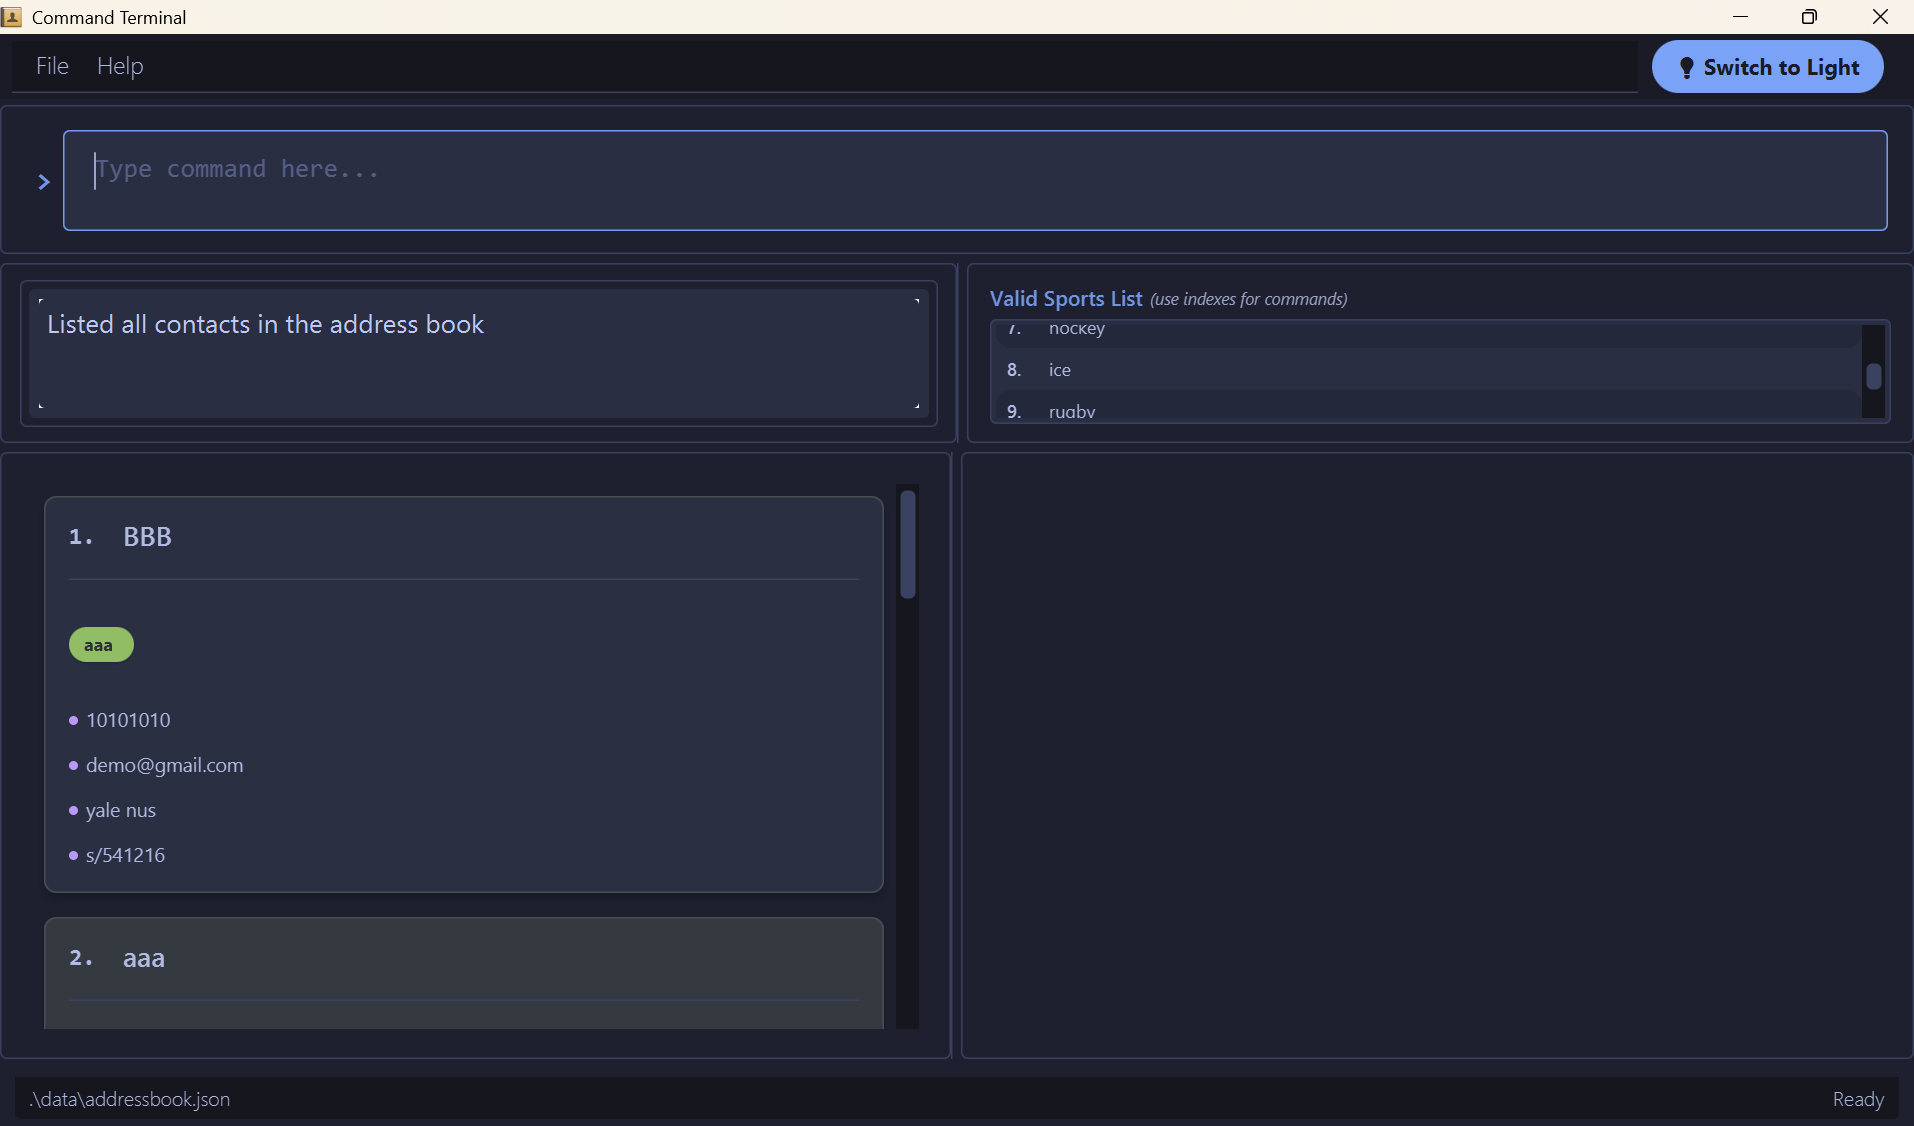 Command Terminal
File Help
Switch to Light
> Type command here...
Listed all contacts in the address book
Valid Sports List (use indexes for commands)
7. hockey
8. ice
9. rugby
1. BBB
aaa
10101010
demo@gmail.com
yale nus
s/541216
2. aaa
.\data\addressbook.json
Ready